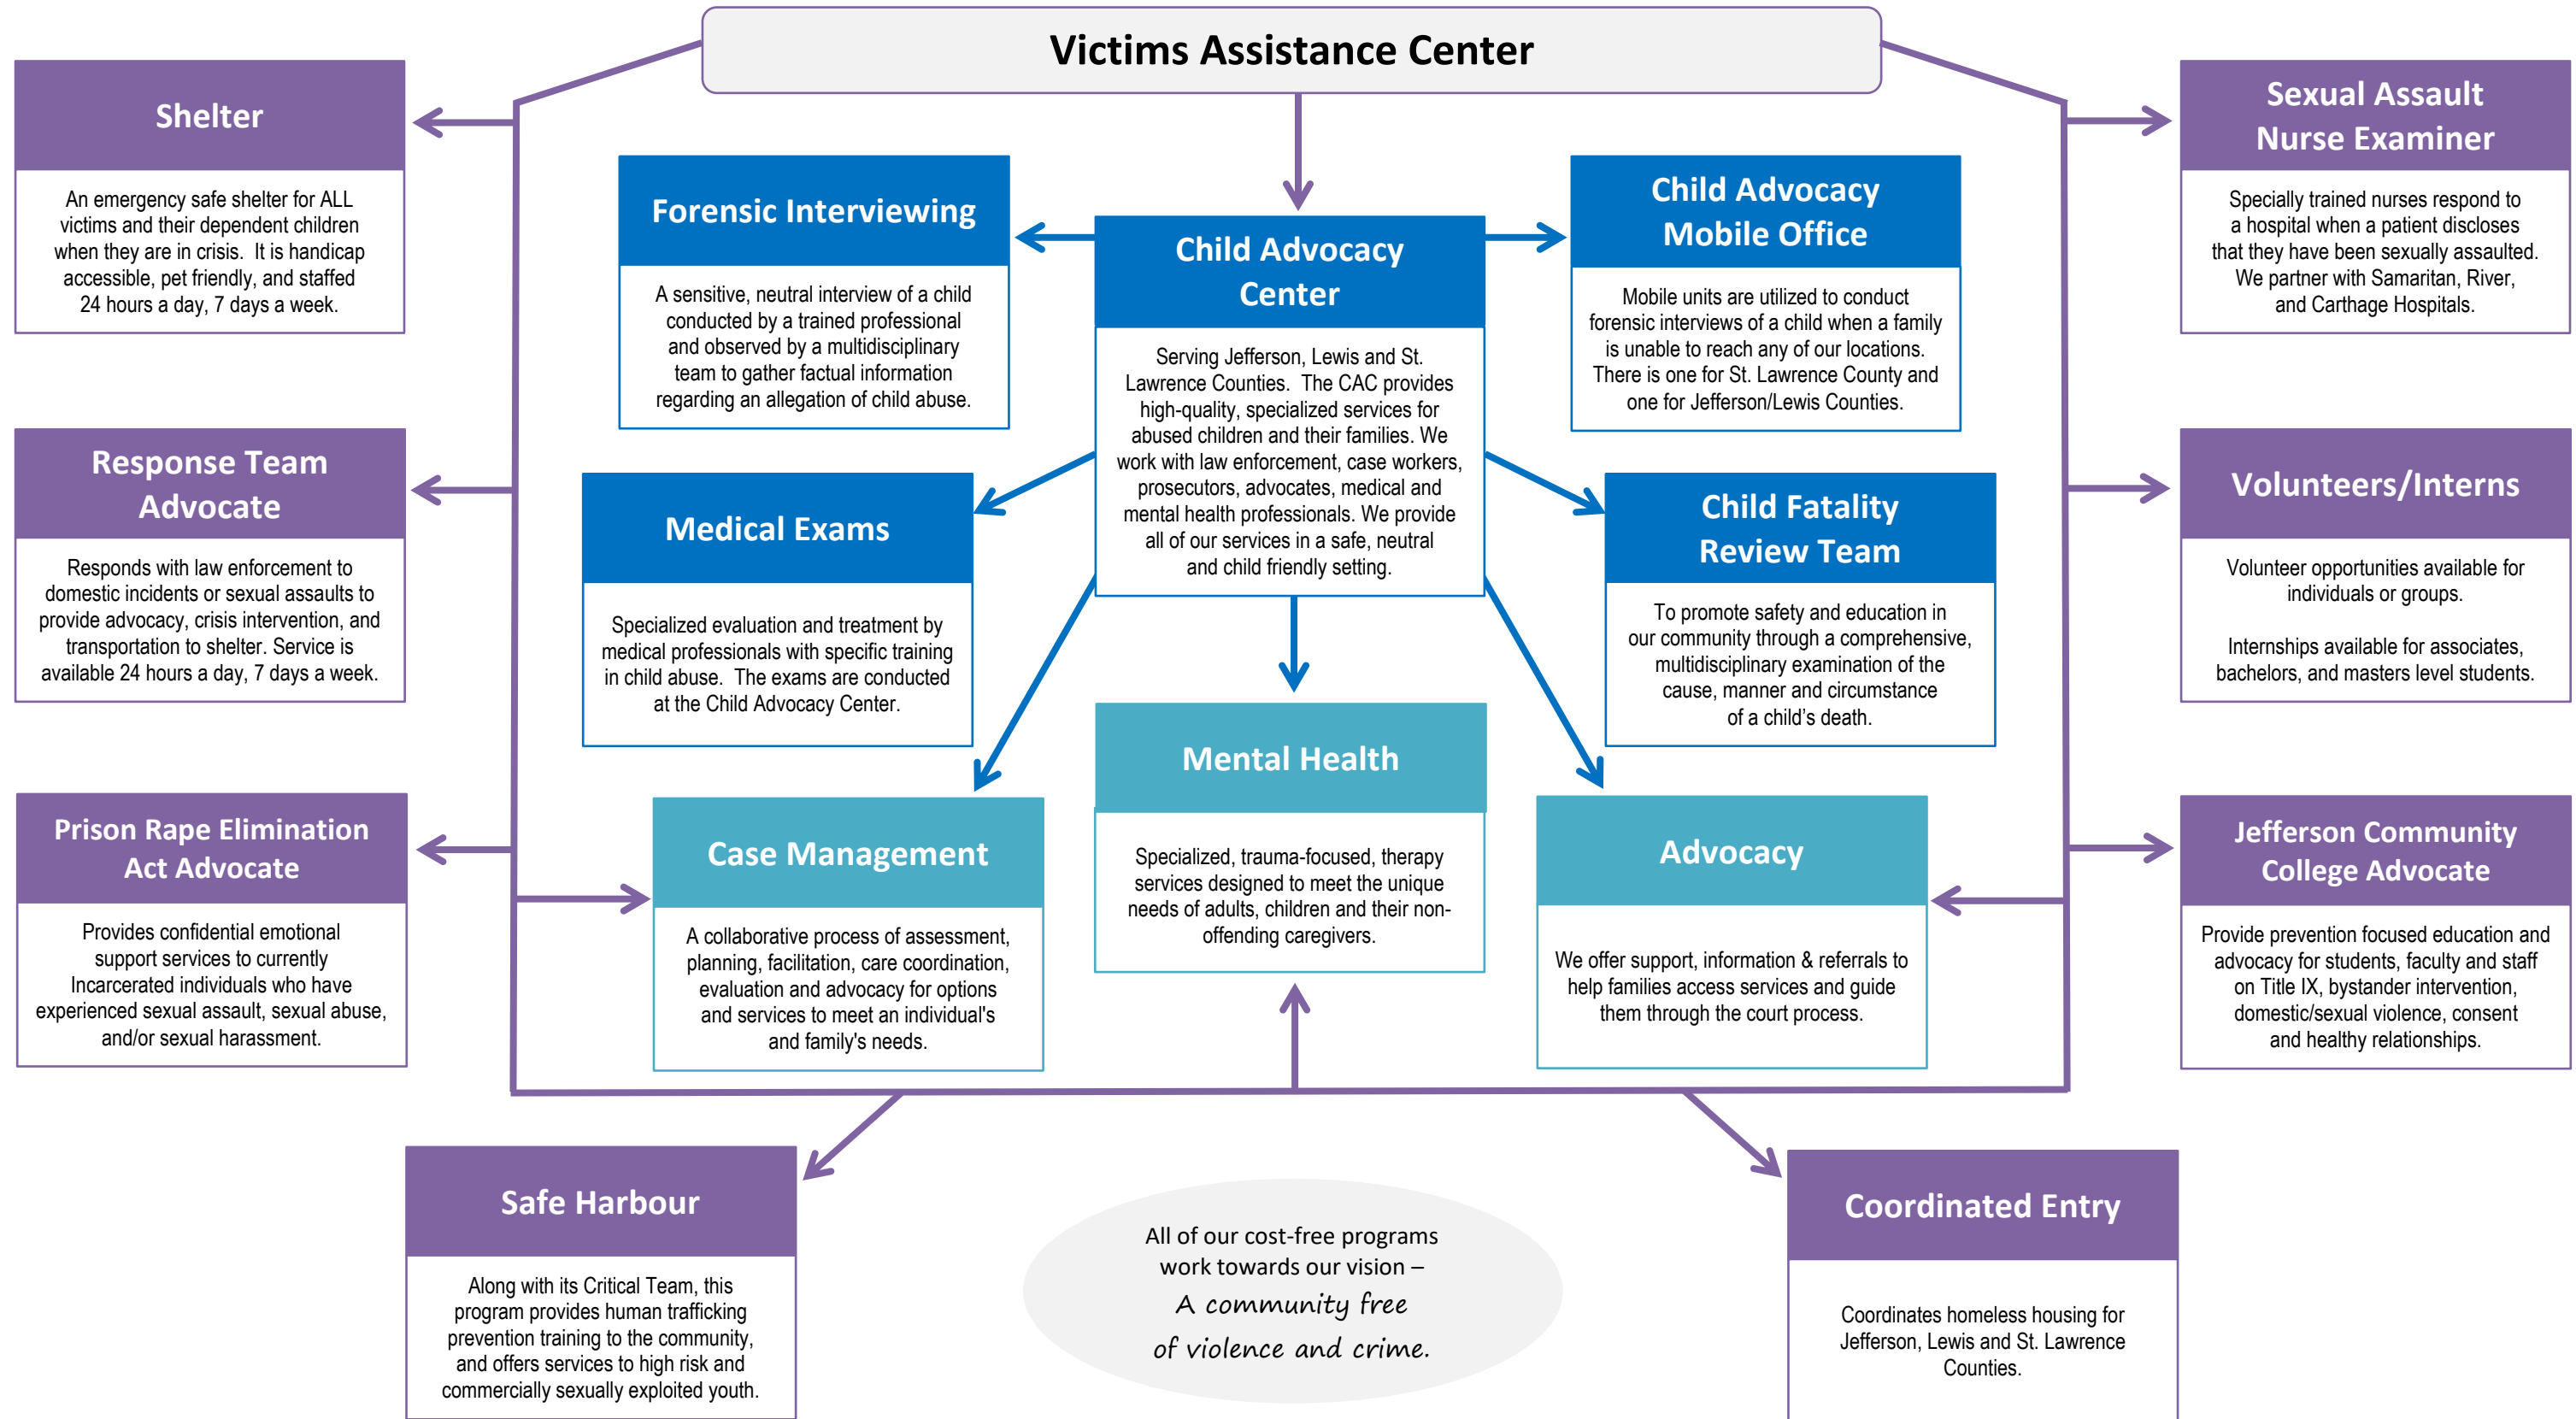 Victims Assistance Center
Shelter
An emergency safe shelter for ALL
victims and their dependent children
when they are in crisis.  It is handicap
accessible, pet friendly, and staffed
24 hours a day, 7 days a week.
Response Team
Advocate
Responds with law enforcement to
domestic incidents or sexual assaults to
provide advocacy, crisis intervention, and
transportation to shelter. Service is
available 24 hours a day, 7 days a week.
Prison Rape Elimination
Act Advocate
Provides confidential emotional
support services to currently
Incarcerated individuals who have
experienced sexual assault, sexual abuse,
and/or sexual harassment.
Forensic Interviewing
A sensitive, neutral interview of a child
conducted by a trained professional
and observed by a multidisciplinary
team to gather factual information
regarding an allegation of child abuse.
Medical Exams
Specialized evaluation and treatment by
medical professionals with specific training
in child abuse.  The exams are conducted
at the Child Advocacy Center.
Case Management
A collaborative process of assessment,
planning, facilitation, care coordination,
evaluation and advocacy for options
and services to meet an individual's
and family's needs.
Child Advocacy
Center
Serving Jefferson, Lewis and St.
Lawrence Counties.  The CAC provides
high-quality, specialized services for
abused children and their families. We
work with law enforcement, case workers,
prosecutors, advocates, medical and
mental health professionals. We provide
all of our services in a safe, neutral
and child friendly setting.
Mental Health
Specialized, trauma-focused, therapy
services designed to meet the unique
needs of adults, children and their non-
offending caregivers.
Child Advocacy
Mobile Office
Mobile units are utilized to conduct
forensic interviews of a child when a family
is unable to reach any of our locations.
There is one for St. Lawrence County and
one for Jefferson/Lewis Counties.
Child Fatality
Review Team
To promote safety and education in
our community through a comprehensive,
multidisciplinary examination of the
cause, manner and circumstance
of a child’s death.
Advocacy
We offer support, information & referrals to
help families access services and guide
them through the court process.
Sexual Assault
Nurse Examiner
Specially trained nurses respond to
a hospital when a patient discloses
that they have been sexually assaulted.
We partner with Samaritan, River,
and Carthage Hospitals.
Volunteers/Interns
Volunteer opportunities available for
individuals or groups.
Internships available for associates,
bachelors, and masters level students.
Jefferson Community
College Advocate
Provide prevention focused education and
advocacy for students, faculty and staff
on Title IX, bystander intervention,
domestic/sexual violence, consent
and healthy relationships.
Safe Harbour
Along with its Critical Team, this
program provides human trafficking
prevention training to the community,
and offers services to high risk and
commercially sexually exploited youth.
All of our cost-free programs
work towards our vision –
A community free
of violence and crime.
Coordinated Entry
Coordinates homeless housing for
Jefferson, Lewis and St. Lawrence
Counties.